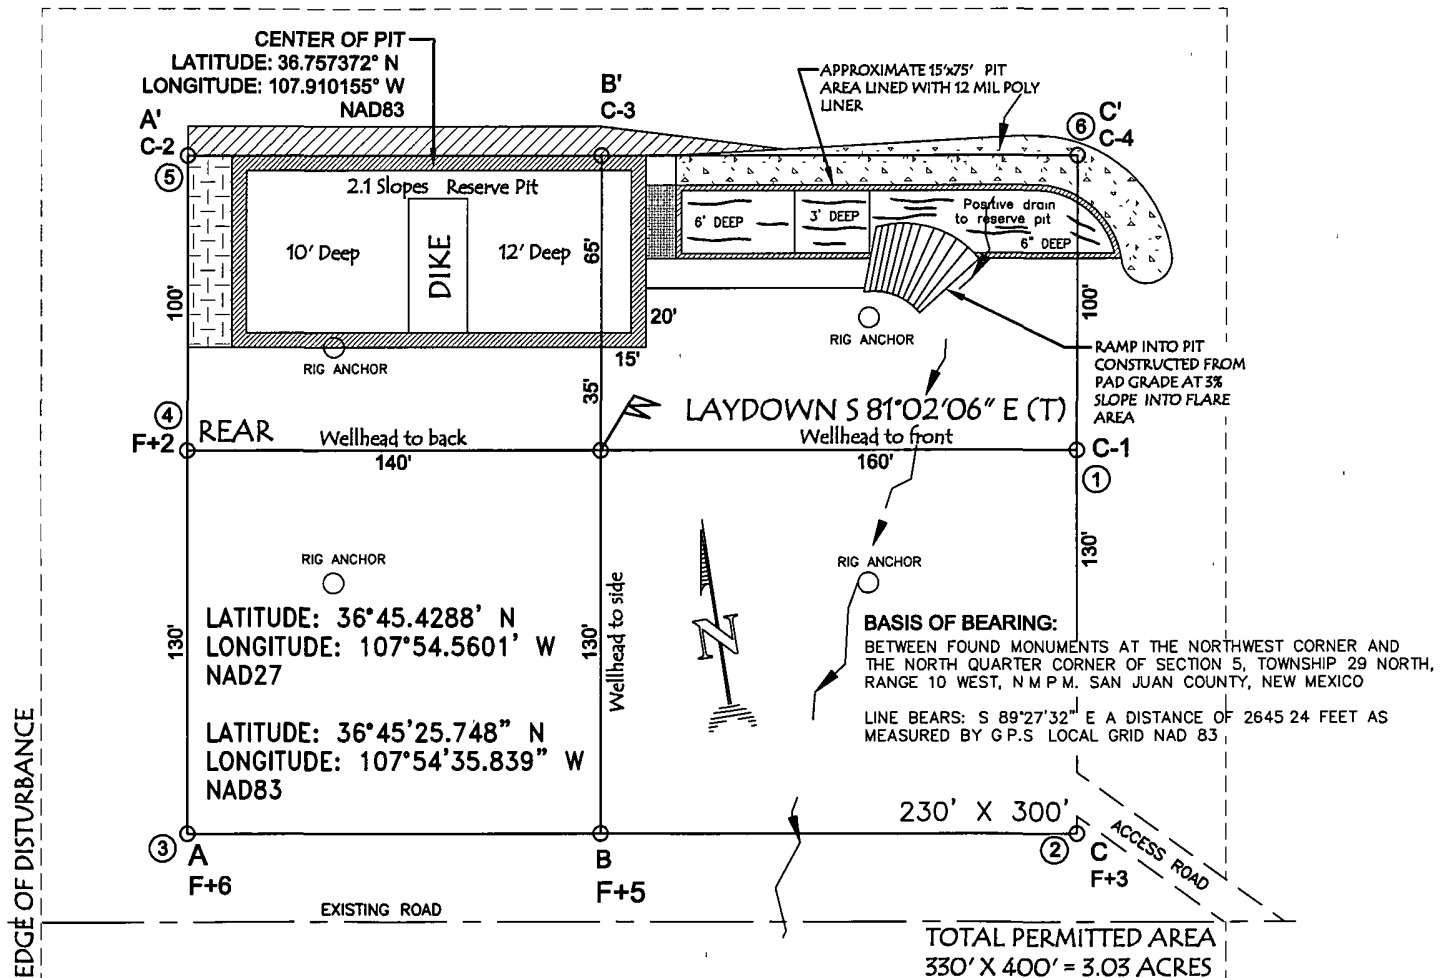 CENTER OF PIT
LATITUDE: 36.757372° N
LONGITUDE: 107.910155° W
NAD83
A'
C-2
5
B'
C-3
APPROXIMATE 15'x75' PIT
AREA LINED WITH 12 MIL POLY
LINER
6
C'
C-4
2.1 Slopes Reserve Pit
10' Deep
DIKE
12' Deep
65'
6' DEEP
3' DEEP
Positive drain
to reserve pit
6" DEEP
100'
20'
15'
35'
RIG ANCHOR
RIG ANCHOR
100'
RAMP INTO PIT
CONSTRUCTED FROM
PAD GRADE AT 3%
SLOPE INTO FLARE
AREA
4
F+2
REAR
Wellhead to back
140'
LAYDOWN S 81°02'06" E (T)
Wellhead to front
160'
C-1
1
130'
RIG ANCHOR
RIG ANCHOR
LATITUDE: 36°45.4288' N
LONGITUDE: 107°54.5601' W
NAD27
130'
130'
Wellhead to side
N
LATITUDE: 36°45'25.748" N
LONGITUDE: 107°54'35.839" W
NAD83
BASIS OF BEARING:
BETWEEN FOUND MONUMENTS AT THE NORTHWEST CORNER AND
THE NORTH QUARTER CORNER OF SECTION 5, TOWNSHIP 29 NORTH,
RANGE 10 WEST, N M P M. SAN JUAN COUNTY, NEW MEXICO
LINE BEARS: S 89°27'32" E A DISTANCE OF 2645 24 FEET AS
MEASURED BY G P.S LOCAL GRID NAD 83
230' X 300'
3
A
F+6
B
F+5
2
C
F+3
ACCESS ROAD
EDGE OF DISTURBANCE
EXISTING ROAD
TOTAL PERMITTED AREA
330' X 400' = 3.03 ACRES